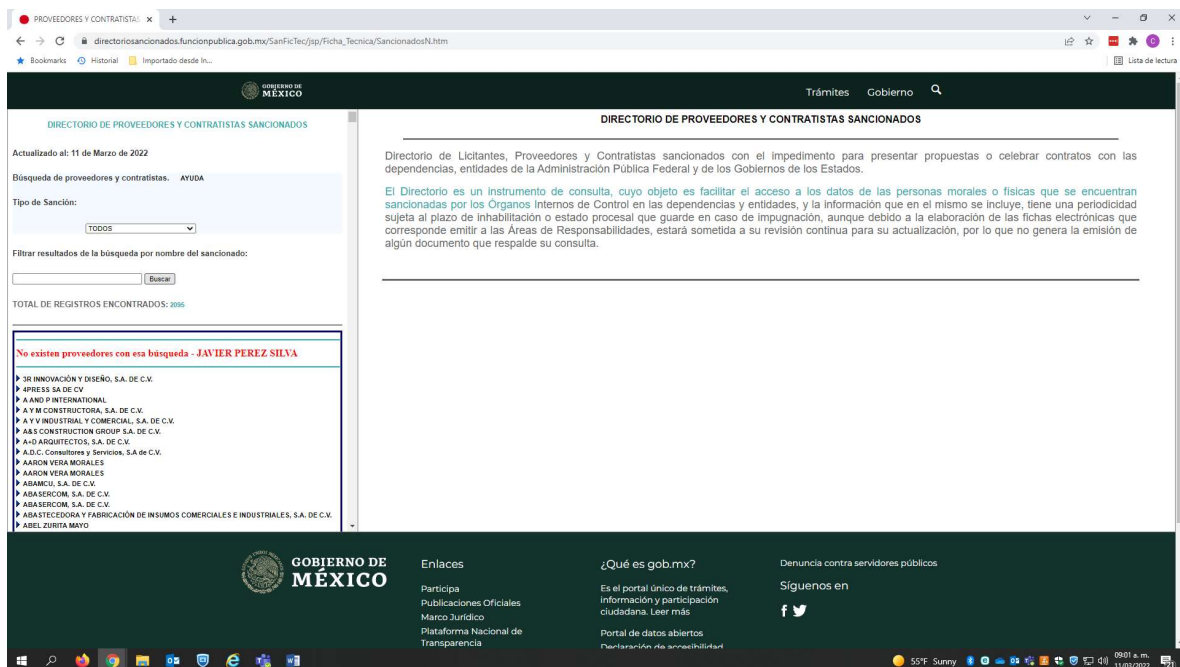 PROVEEDORES Y CONTRATISTAS
directoriosancionados.funcionpublica.gob.mx/SanFicTec/jsp/Ficha_Tecnica/SancionadosN.htm
Bookmarks Historial Importado desde In...
Lista de lectura
GOBIERNO DE
MÉXICO
Trámites Gobierno
DIRECTORIO DE PROVEEDORES Y CONTRATISTAS SANCIONADOS
Actualizado al: 11 de Marzo de 2022
Búsqueda de proveedores y contratistas. AYUDA
Tipo de Sanción:
TODOS
Filtrar resultados de la búsqueda por nombre del sancionado:
Buscar
TOTAL DE REGISTROS ENCONTRADOS: 2095
No existen proveedores con esa búsqueda - JAVIER PEREZ SILVA
3R INNOVACIÓN Y DISEÑO, S.A. DE C.V.
4PRESS SA DE CV
A AND P INTERNATIONAL
A Y M CONSTRUCTORA, S.A. DE C.V.
A Y V INDUSTRIAL Y COMERCIAL, S.A. DE C.V.
A&S CONSTRUCTION GROUP S.A. DE C.V.
A+D ARQUITECTOS, S.A. DE C.V.
A.D.C. Consultores y Servicios, S.A de C.V.
AARON VERA MORALES
AARON VERA MORALES
ABAMCU, S.A. DE C.V.
ABASERCOM, S.A. DE C.V.
ABASERCOM, S.A. DE C.V.
ABASTECEDORA Y FABRICACIÓN DE INSUMOS COMERCIALES E INDUSTRIALES, S.A. DE C.V.
ABEL ZURITA MAYO
DIRECTORIO DE PROVEEDORES Y CONTRATISTAS SANCIONADOS
Directorio de Licitantes, Proveedores y Contratistas sancionados con el impedimento para presentar propuestas o celebrar contratos con las
dependencias, entidades de la Administración Pública Federal y de los Gobiernos de los Estados.
El Directorio es un instrumento de consulta, cuyo objeto es facilitar el acceso a los datos de las personas morales o físicas que se encuentran
sancionadas por los Órganos Internos de Control en las dependencias y entidades, y la información que en el mismo se incluye, tiene una periodicidad
sujeta al plazo de inhabilitación o estado procesal que guarde en caso de impugnación, aunque debido a la elaboración de las fichas electrónicas que
corresponde emitir a las Áreas de Responsabilidades, estará sometida a su revisión continua para su actualización, por lo que no genera la emisión de
algún documento que respalde su consulta.
GOBIERNO DE
MÉXICO
Enlaces
Participa
Publicaciones Oficiales
Marco Jurídico
Plataforma Nacional de
Transparencia
¿Qué es gob.mx?
Es el portal único de trámites,
información y participación
ciudadana. Leer más
Portal de datos abiertos
Declaración de accesibilidad
Denuncia contra servidores públicos
Síguenos en
55°F Sunny
09:01 a. m.
11/03/2022